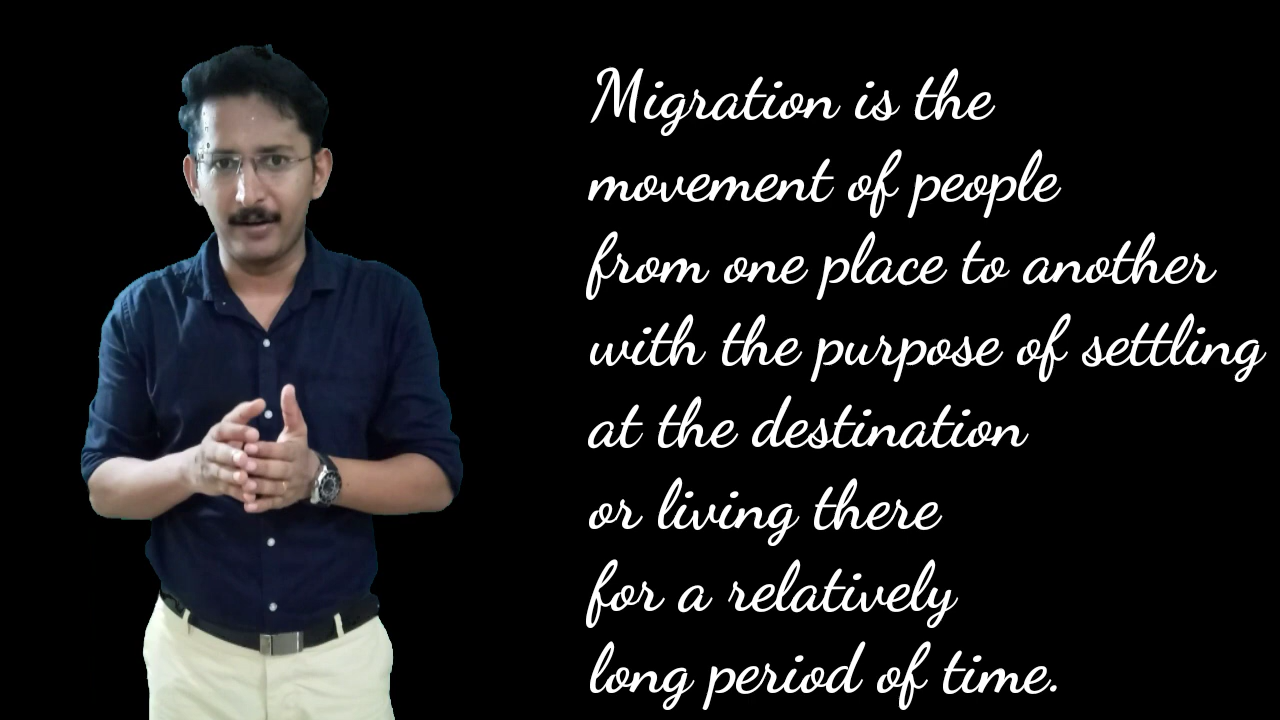 Migration is the
movement of people
from one place to another
with the purpose of settling
at the destination
or living there
for a relatively
long period of time.